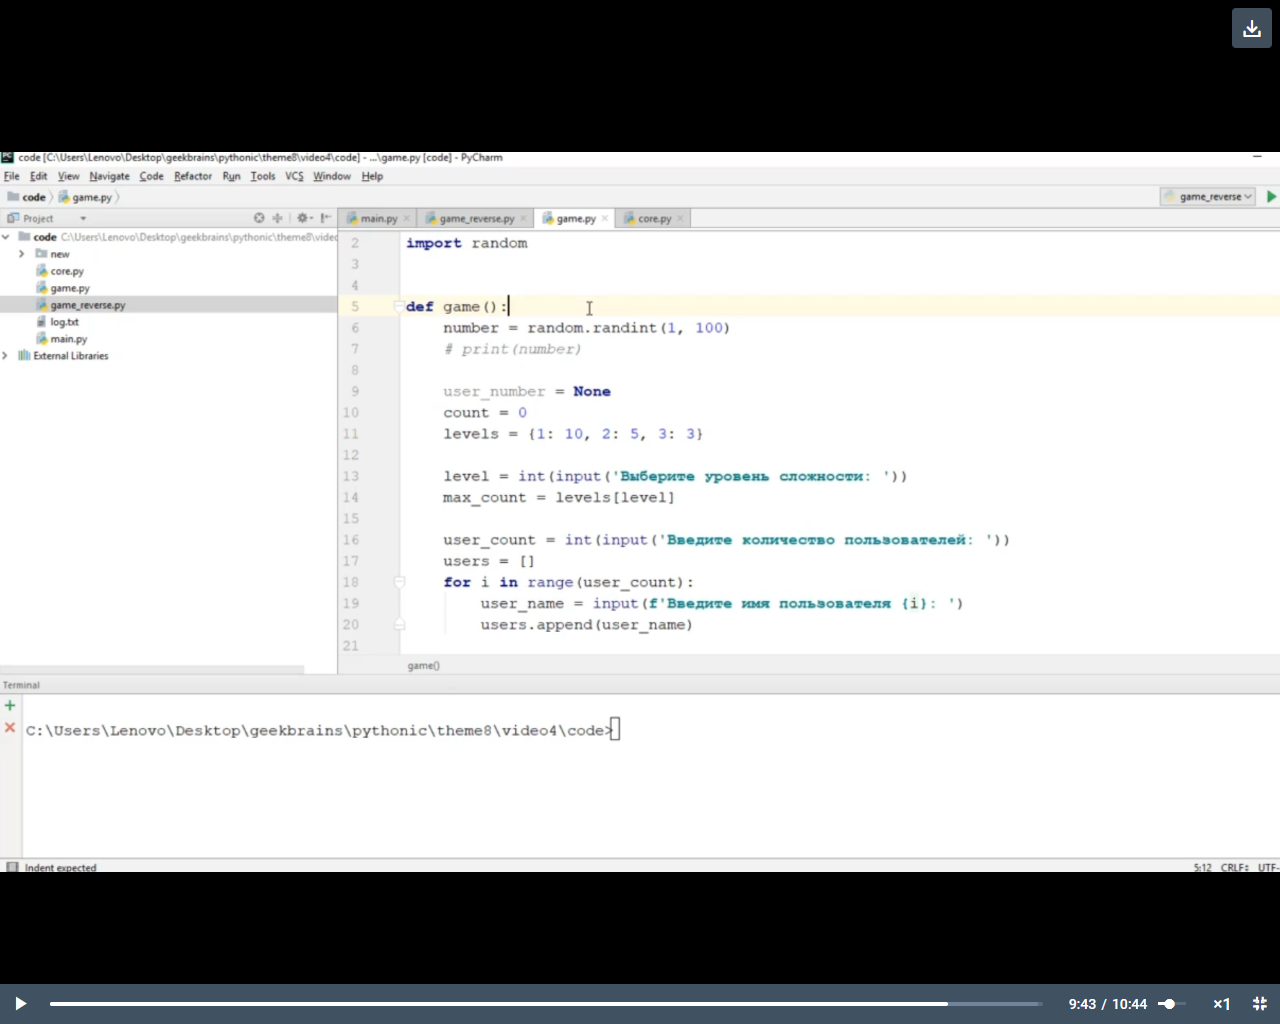 code [C:\Users\Lenovo\Desktop\geekbrains\pythonic\theme8\video4\code] - ...\game.py [code] - PyCharm
File Edit View Navigate Code Refactor Run Tools VCS Window Help
code game.py game_reverse
Project main.py game_reverse.py game.py core.py
code C:\Users\Lenovo\Desktop\geekbrains\pythonic\theme8\video
new
core.py
game.py
game_reverse.py
log.txt
main.py
External Libraries
2 import random
3
4
5 def game():
6 number = random.randint(1, 100)
7 # print(number)
8
9 user_number = None
10 count = 0
11 levels = {1: 10, 2: 5, 3: 3}
12
13 level = int(input('Выберите уровень сложности: '))
14 max_count = levels[level]
15
16 user_count = int(input('Введите количество пользователей: '))
17 users = []
18 for i in range(user_count):
19 user_name = input(f'Введите имя пользователя {i}: ')
20 users.append(user_name)
21
game()
Terminal
C:\Users\Lenovo\Desktop\geekbrains\pythonic\theme8\video4\code>
Indent expected 5:12 CRLF UTF-
9:43 / 10:44 ×1